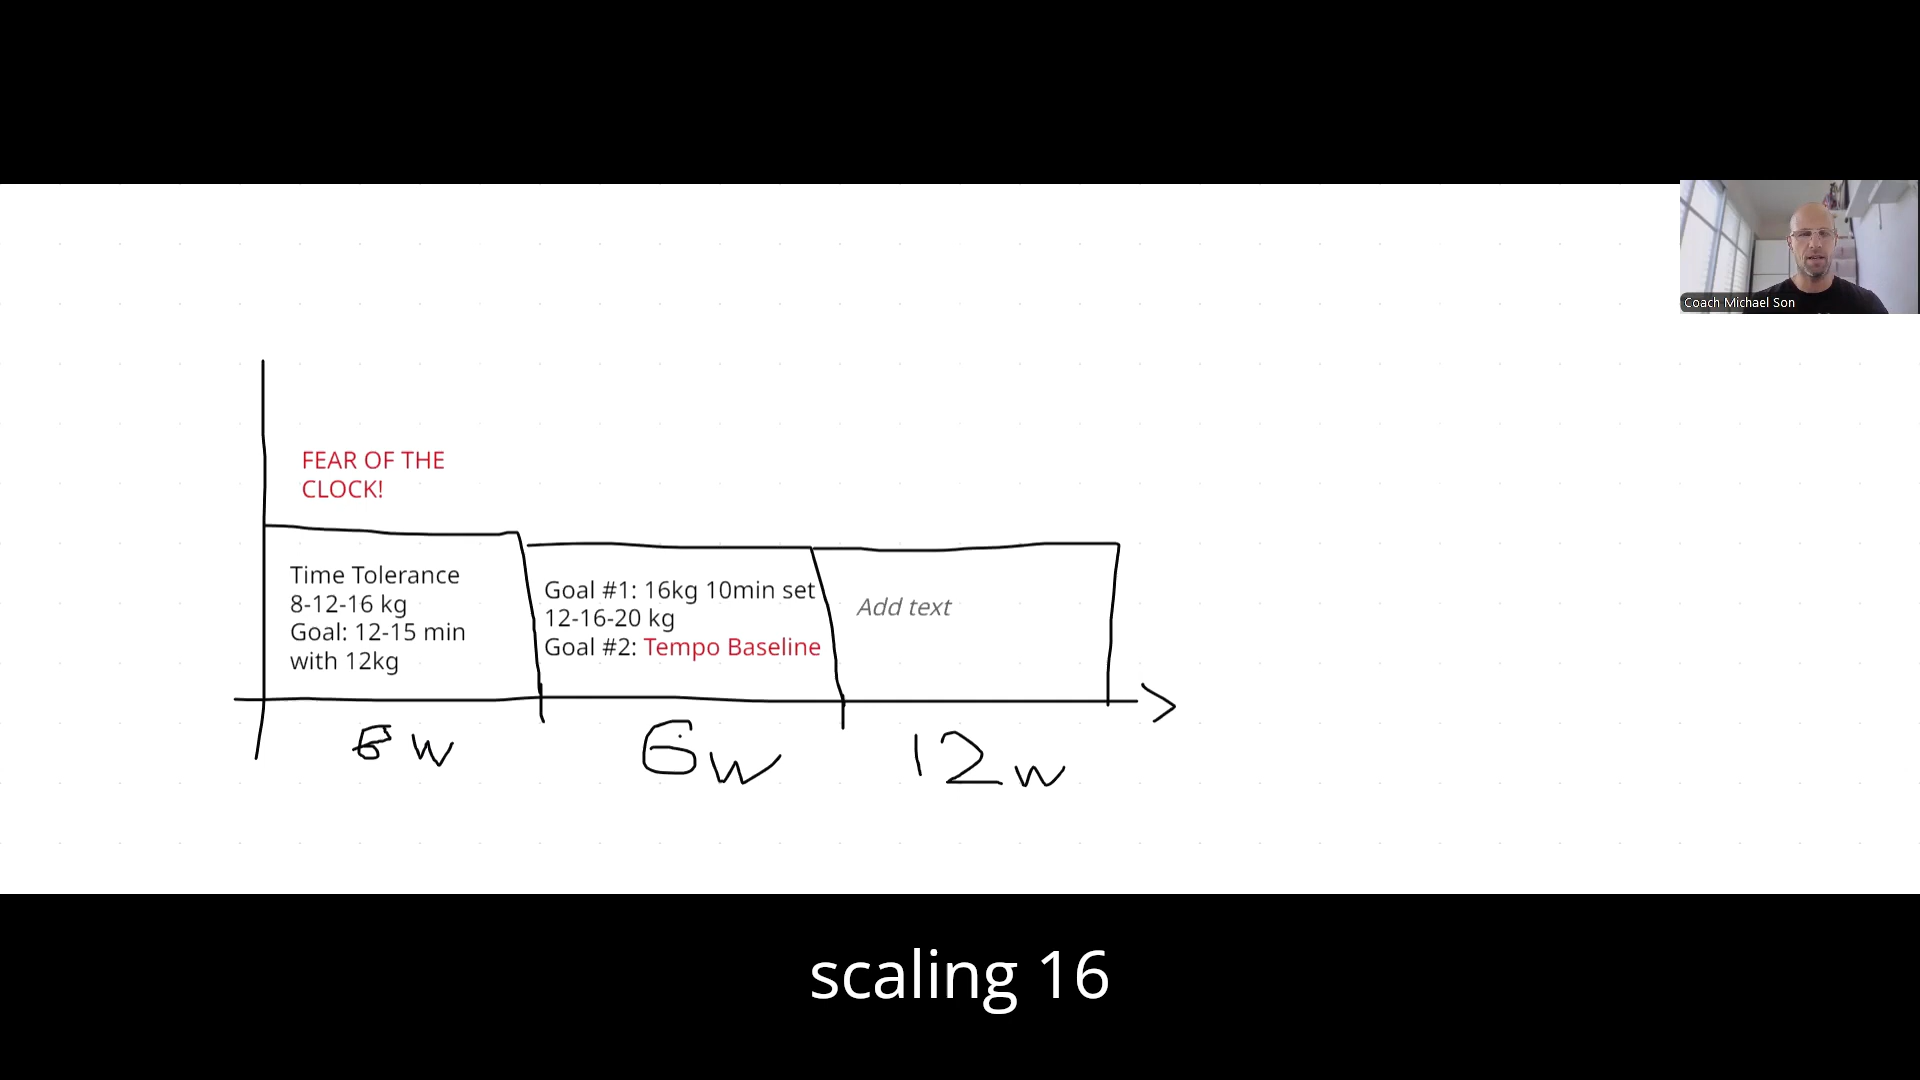 Coach Michael Son
FEAR OF THE
CLOCK!
Time Tolerance
8-12-16 kg
Goal: 12-15 min
with 12kg
Goal #1: 16kg 10min set
12-16-20 kg
Goal #2: Tempo Baseline
Add text
w
6w
12w
scaling 16